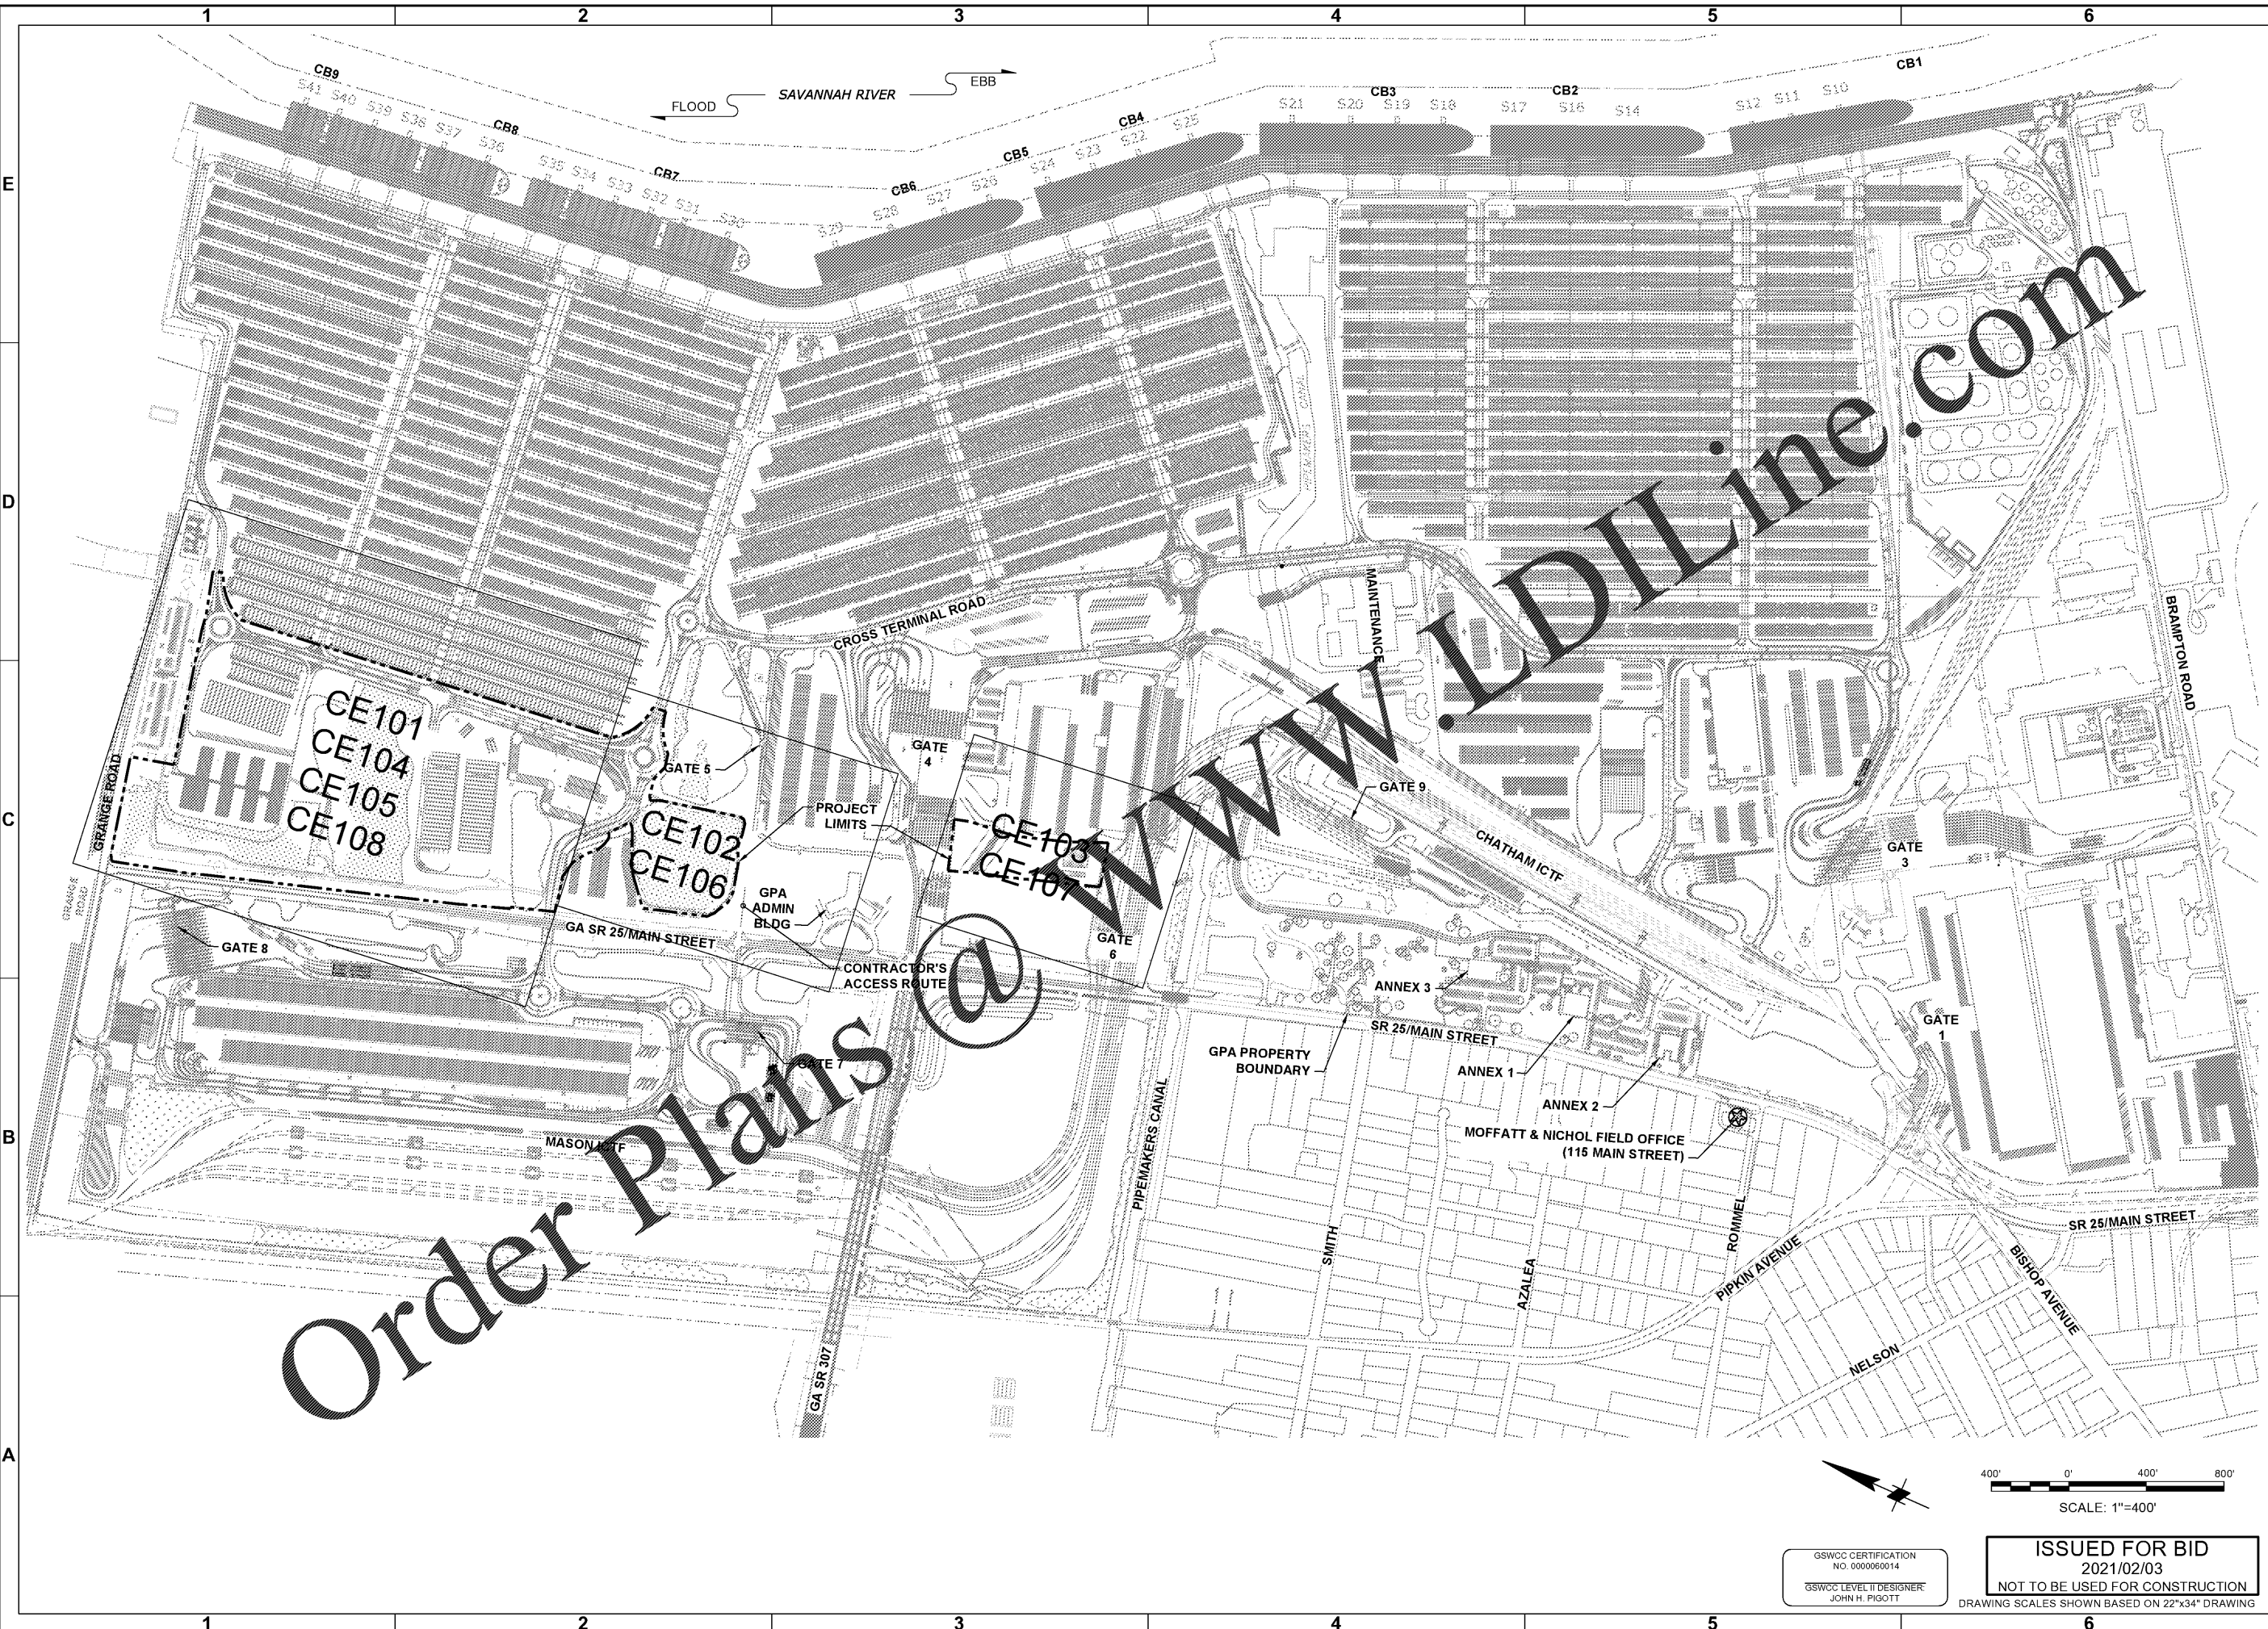 1 2 3 4 5 6
CB9
S41 S40 S39 S38 S37
CB8
S36
FLOOD
SAVANNAH RIVER
EBB
S35 S34 S33 S32 S31 S30
CB7
CB6
S29 S28 S27 S26
CB5
CB4
S24 S23 S22 S25
CB3
S21 S20 S19 S18
CB2
S17 S16 S14
CB1
S12 S11 S10
E
D
C
B
A
CROSS TERMINAL ROAD
MAINTENANCE
BRAMPTON ROAD
CE101
CE104
CE105
CE108
GRANGE ROAD
GRANGE
ROAD
GATE 5
GATE
4
PROJECT
LIMITS
CE102
CE106
CE103
CE107
GPA
ADMIN
BLDG
GATE 9
CHATHAM ICTF
GATE
3
GATE 8
GA SR 25/MAIN STREET
CONTRACTOR'S
ACCESS ROUTE
GATE
6
ANNEX 3
GATE
1
SR 25/MAIN STREET
GPA PROPERTY
BOUNDARY
ANNEX 1
ANNEX 2
GATE 7
MASON ICTF
PIPEMAKERS CANAL
MOFFATT & NICHOL FIELD OFFICE
(115 MAIN STREET)
SMITH
AZALEA
ROMMEL
PIPKIN AVENUE
SR 25/MAIN STREET
BISHOP AVENUE
NELSON
GA SR 307
Order Plans @ www.LDILine.com
400' 0' 400' 800'
SCALE: 1"=400'
GSWCC CERTIFICATION
NO. 0000060014
GSWCC LEVEL II DESIGNER:
JOHN H. PIGOTT
ISSUED FOR BID
2021/02/03
NOT TO BE USED FOR CONSTRUCTION
DRAWING SCALES SHOWN BASED ON 22"x34" DRAWING
1 2 3 4 5 6